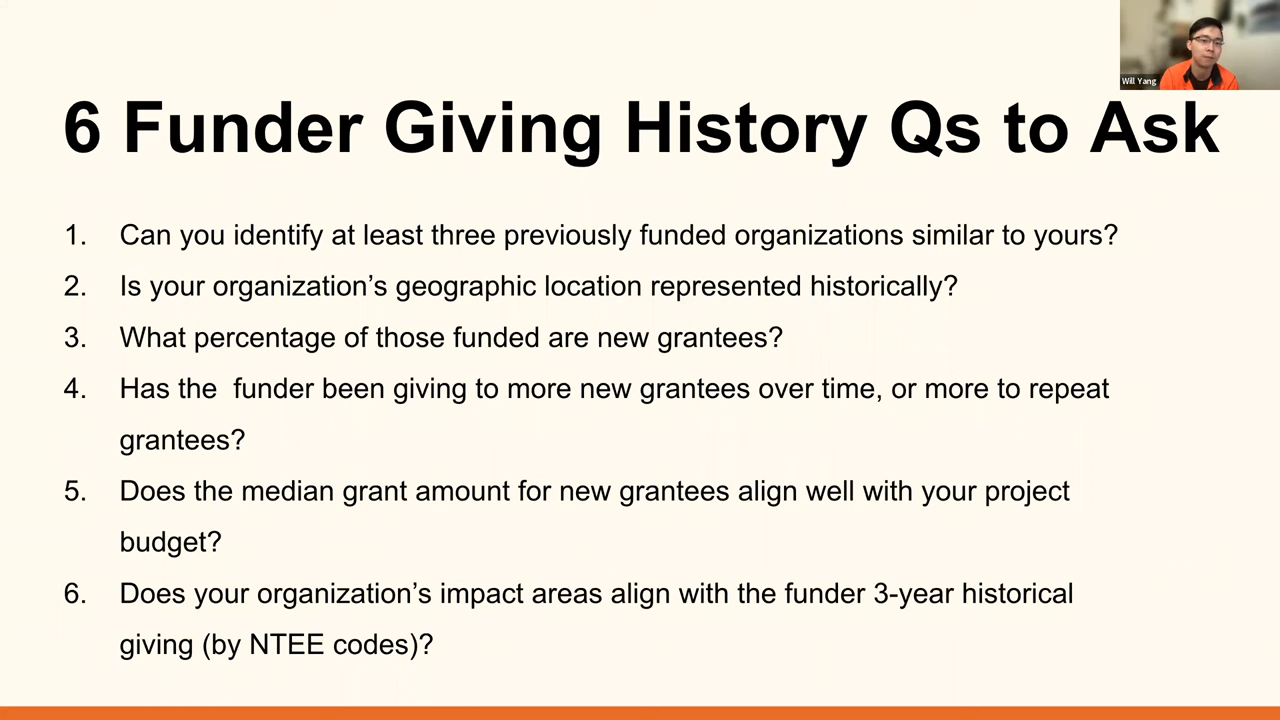 Will Yang
6 Funder Giving History Qs to Ask
1. Can you identify at least three previously funded organizations similar to yours?
2. Is your organization’s geographic location represented historically?
3. What percentage of those funded are new grantees?
4. Has the  funder been giving to more new grantees over time, or more to repeat
grantees?
5. Does the median grant amount for new grantees align well with your project
budget?
6. Does your organization’s impact areas align with the funder 3-year historical
giving (by NTEE codes)?